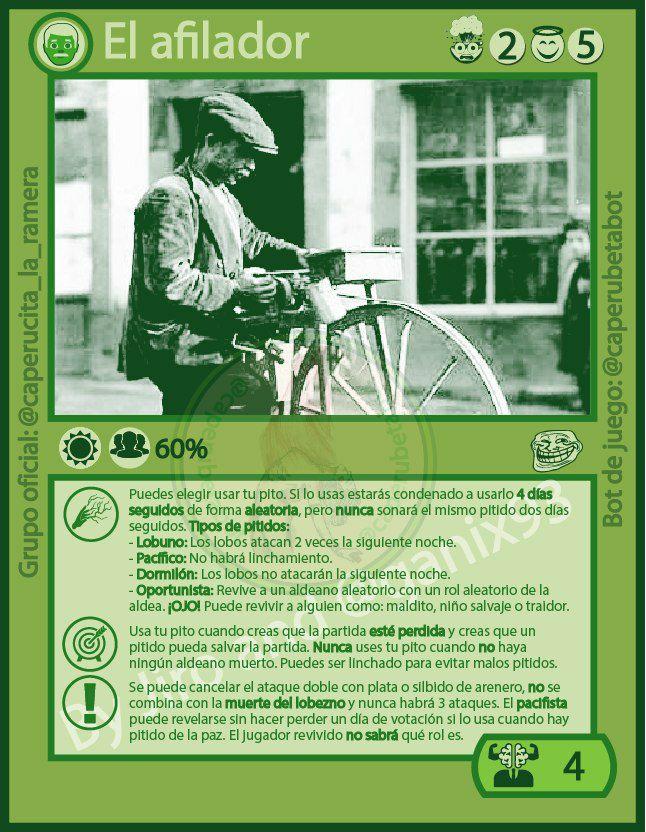 El afilador
2
5
Grupo oficial: @caperucita_la_ramera
Bot de juego: @caperubetabot
60%
Puedes elegir usar tu pito. Si lo usas estarás condenado a usarlo 4 días
seguidos de forma aleatoria, pero nunca sonará el mismo pitido dos días
seguidos. Tipos de pitidos:
- Lobuno: Los lobos atacan 2 veces la siguiente noche.
- Pacífico: No habrá linchamiento.
- Dormilón: Los lobos no atacarán la siguiente noche.
- Oportunista: Revive a un aldeano aleatorio con un rol aleatorio de la
aldea. ¡OJO! Puede revivir a alguien como: maldito, niño salvaje o traidor.
Usa tu pito cuando creas que la partida esté perdida y creas que un
pitido pueda salvar la partida. Nunca uses tu pito cuando no haya
ningún aldeano muerto. Puedes ser linchado para evitar malos pitidos.
Se puede cancelar el ataque doble con plata o silbido de arenero, no se
combina con la muerte del lobezno y nunca habrá 3 ataques. El pacifista
puede revelarse sin hacer perder un día de votación si lo usa cuando hay
pitido de la paz. El jugador revivido no sabrá qué rol es.
4